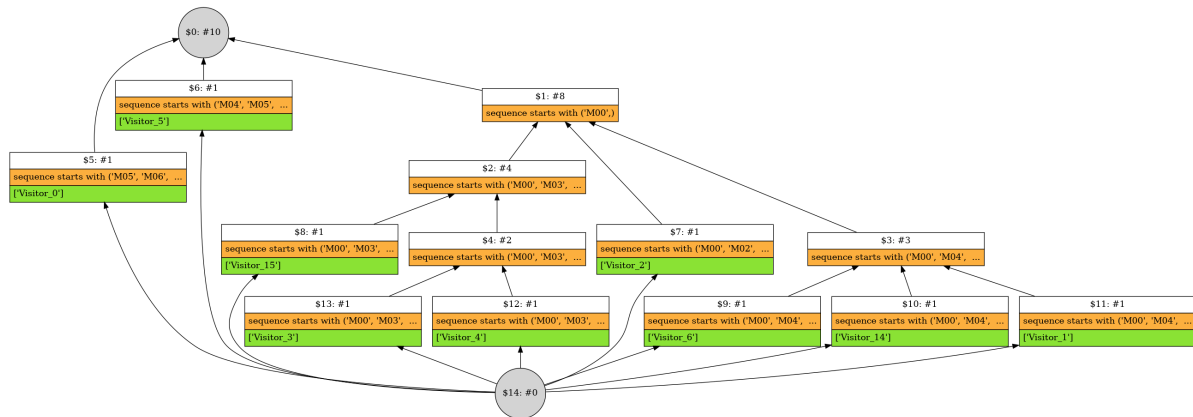 $0: #10
$6: #1
sequence starts with ('M04', 'M05', ...
['Visitor_5']
$1: #8
sequence starts with ('M00',)
$5: #1
sequence starts with ('M05', 'M06', ...
['Visitor_0']
$2: #4
sequence starts with ('M00', 'M03', ...
$8: #1
sequence starts with ('M00', 'M03', ...
['Visitor_15']
$4: #2
sequence starts with ('M00', 'M03', ...
$7: #1
sequence starts with ('M00', 'M02', ...
['Visitor_2']
$3: #3
sequence starts with ('M00', 'M04', ...
$13: #1
sequence starts with ('M00', 'M03', ...
['Visitor_3']
$12: #1
sequence starts with ('M00', 'M03', ...
['Visitor_4']
$9: #1
sequence starts with ('M00', 'M04', ...
['Visitor_6']
$10: #1
sequence starts with ('M00', 'M04', ...
['Visitor_14']
$11: #1
sequence starts with ('M00', 'M04', ...
['Visitor_1']
$14: #0